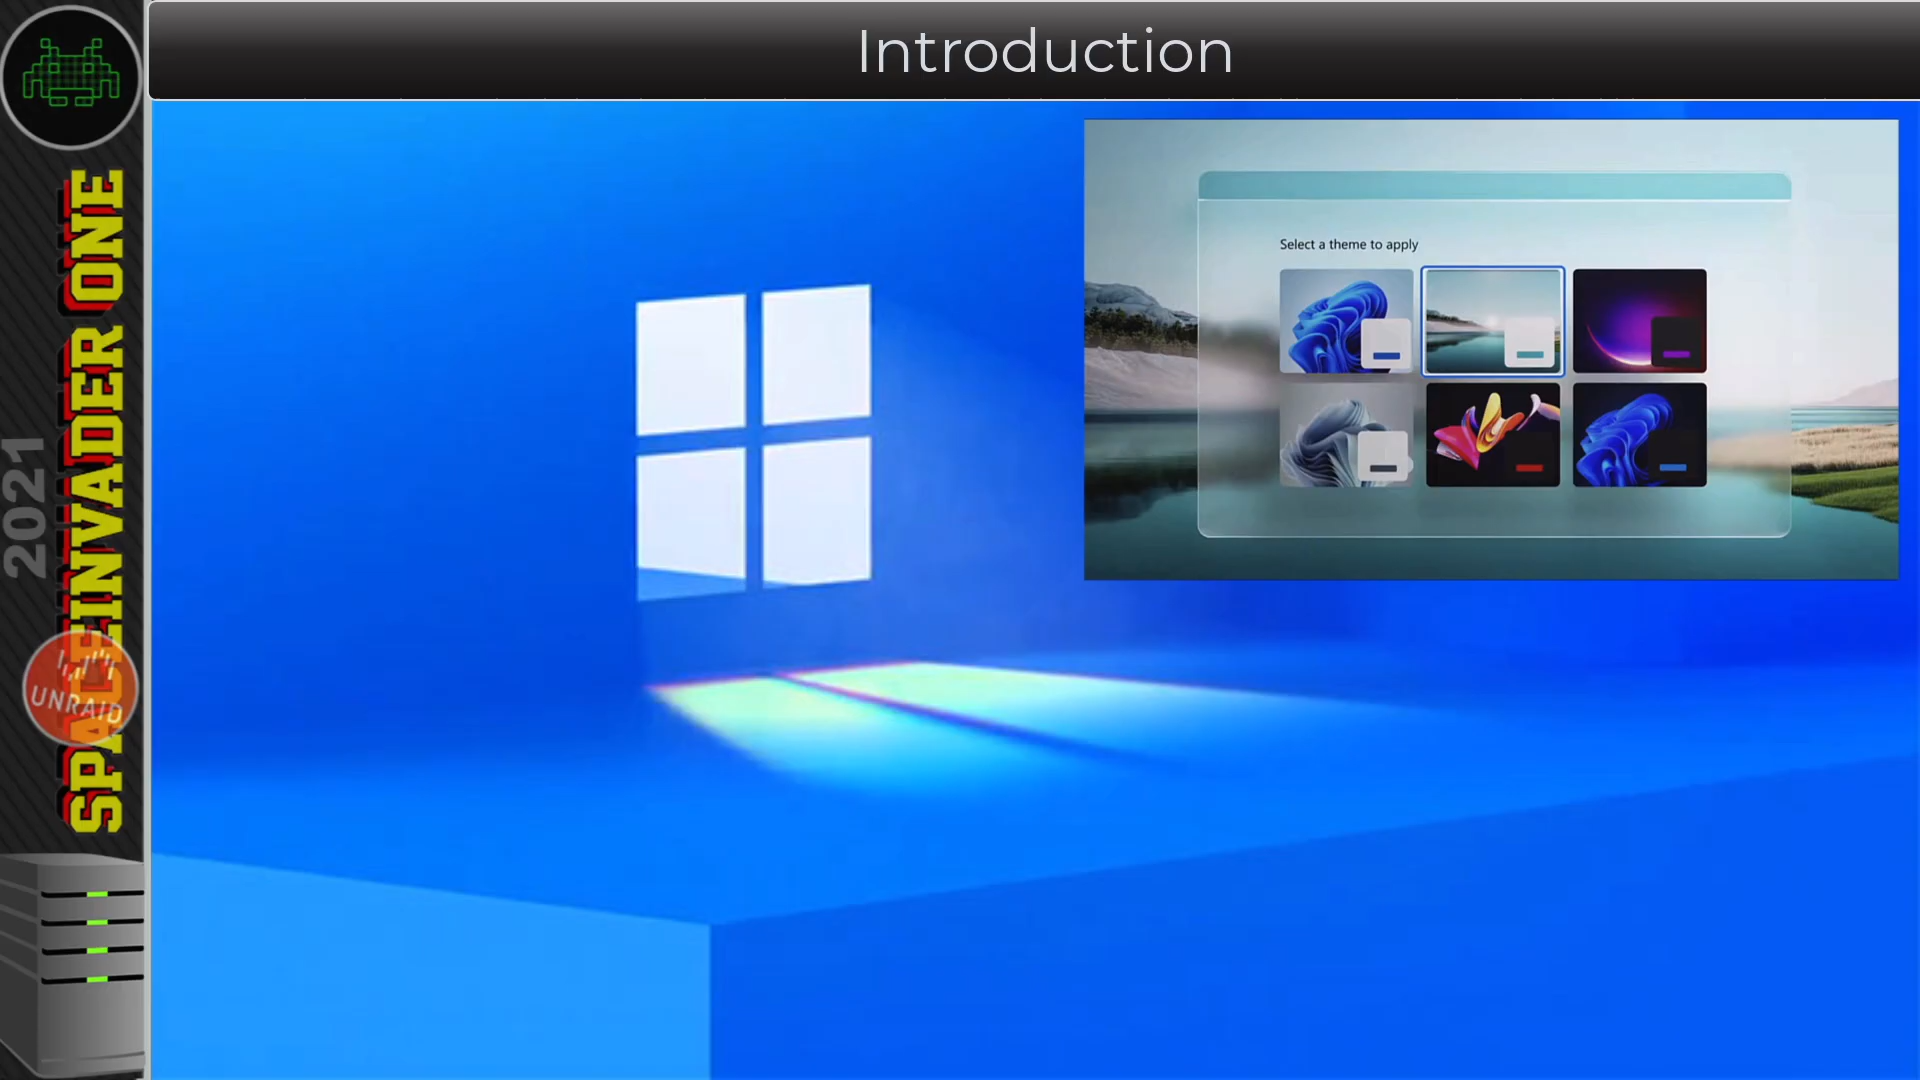 Introduction
Select a theme to apply
2021
SPACEINVADER ONE
UNRAID